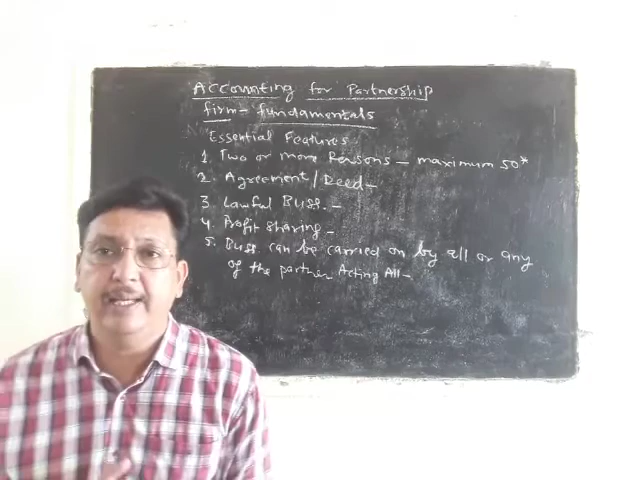 Accounting for Partnership
firm- fundamentals
Essential Features
1. Two or more Persons - maximum 50*
2. Agreement/Deed-
3. Lawful Buss. -
4. Profit Sharing -
5. Buss can be carried on by all or any
of the partner Acting All-